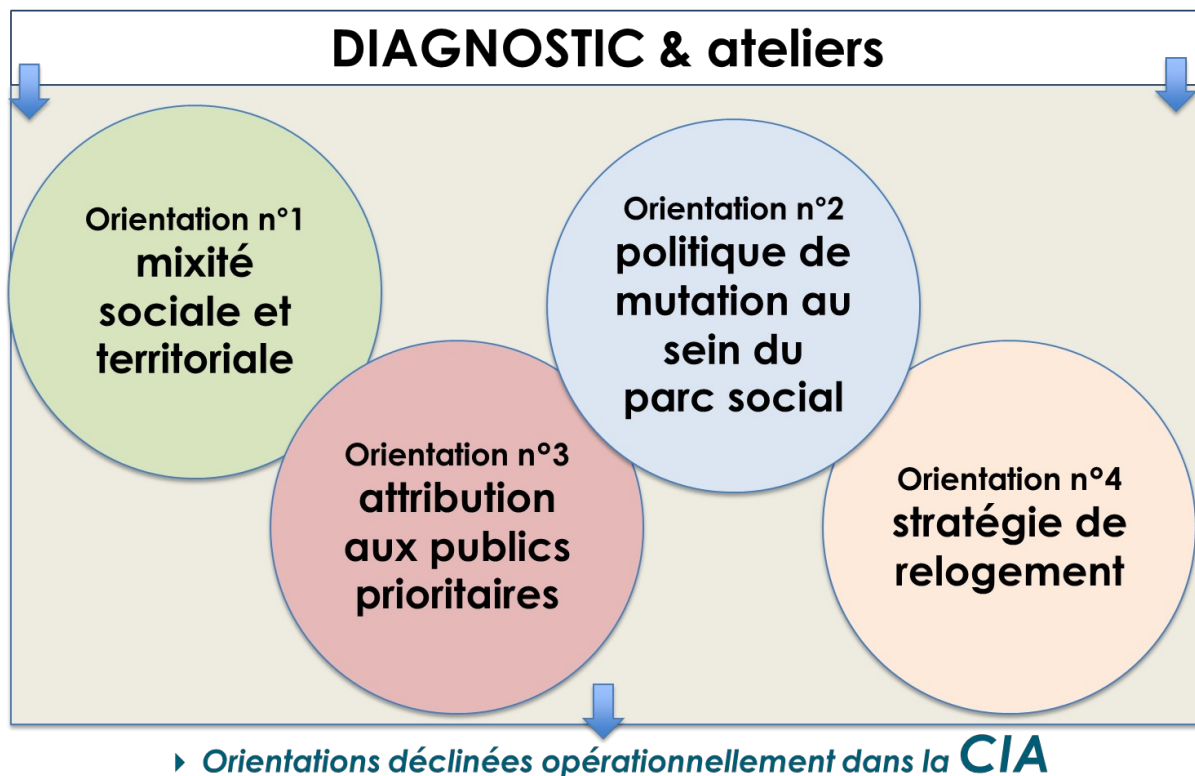 DIAGNOSTIC & ateliers
Orientation n°1
mixité
sociale et
territoriale
Orientation n°2
politique de
mutation au
sein du
parc social
Orientation n°3
attribution
aux publics
prioritaires
Orientation n°4
stratégie de
relogement
Orientations déclinées opérationnellement dans la CIA